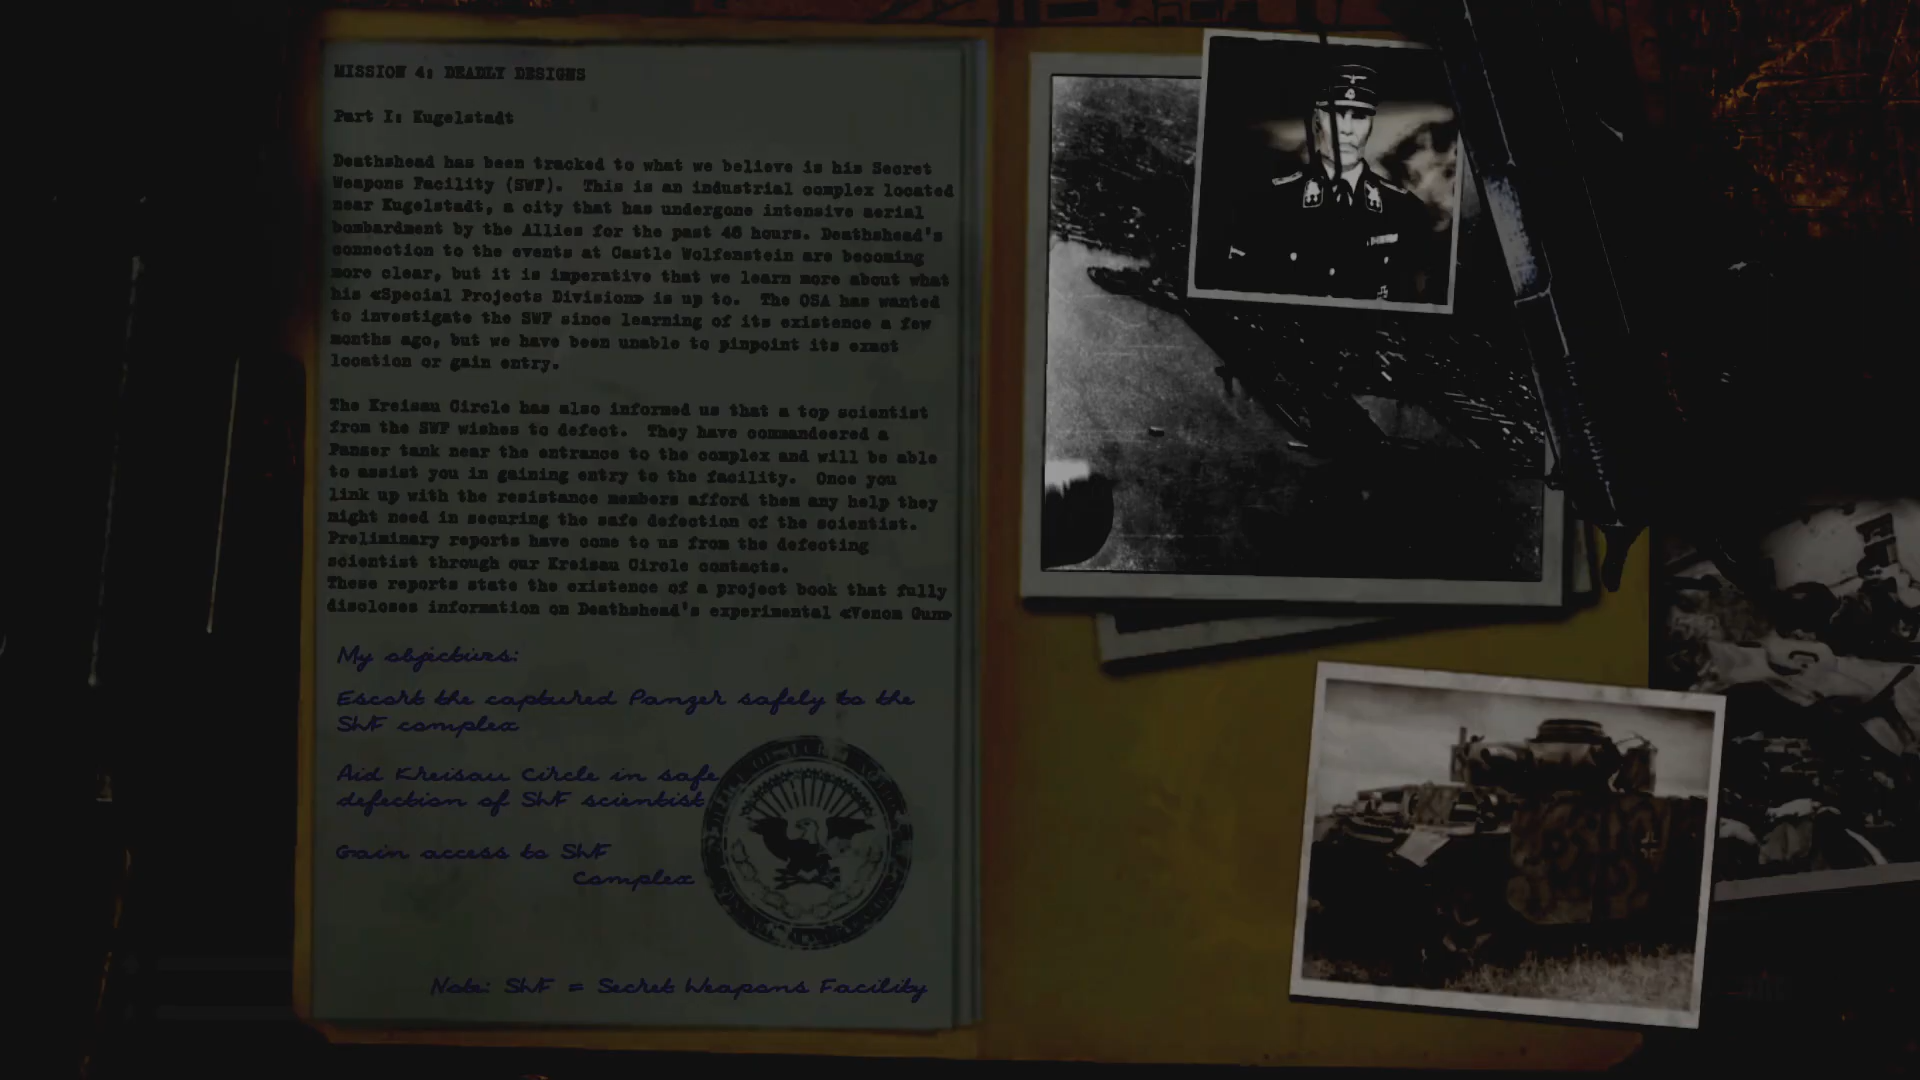 MISSION 4: DEADLY DESIGNS
Part I: Kugelstadt
Deathshead has been tracked to what we believe is his Secret
Weapons Facility (SWF). This is an industrial complex located
near Kugelstadt, a city that has undergone intensive aerial
bombardment by the Allies for the past 48 hours. Deathshead's
connection to the events at Castle Wolfenstein are becoming
more clear, but it is imperative that we learn more about what
his «Special Projects Division» is up to. The OSA has wanted
to investigate the SWF since learning of its existence a few
months ago, but we have been unable to pinpoint its exact
location or gain entry.
The Kreisau Circle has also informed us that a top scientist
from the SWF wishes to defect. They have commandeered a
Panzer tank near the entrance to the complex and will be able
to assist you in gaining entry to the facility. Once you
link up with the resistance members afford them any help they
might need in securing the safe defection of the scientist.
Preliminary reports have come to us from the defecting
scientist through our Kreisau Circle contacts.
These reports state the existence of a project book that fully
discloses information on Deathshead's experimental «Venom Gun»
My objectives:
Escort the captured Panzer safely to the
SWF complex
Aid Kreisau Circle in safe
defection of SWF scientist
Gain access to SWF
Complex
Note: SWF = Secret Weapons Facility